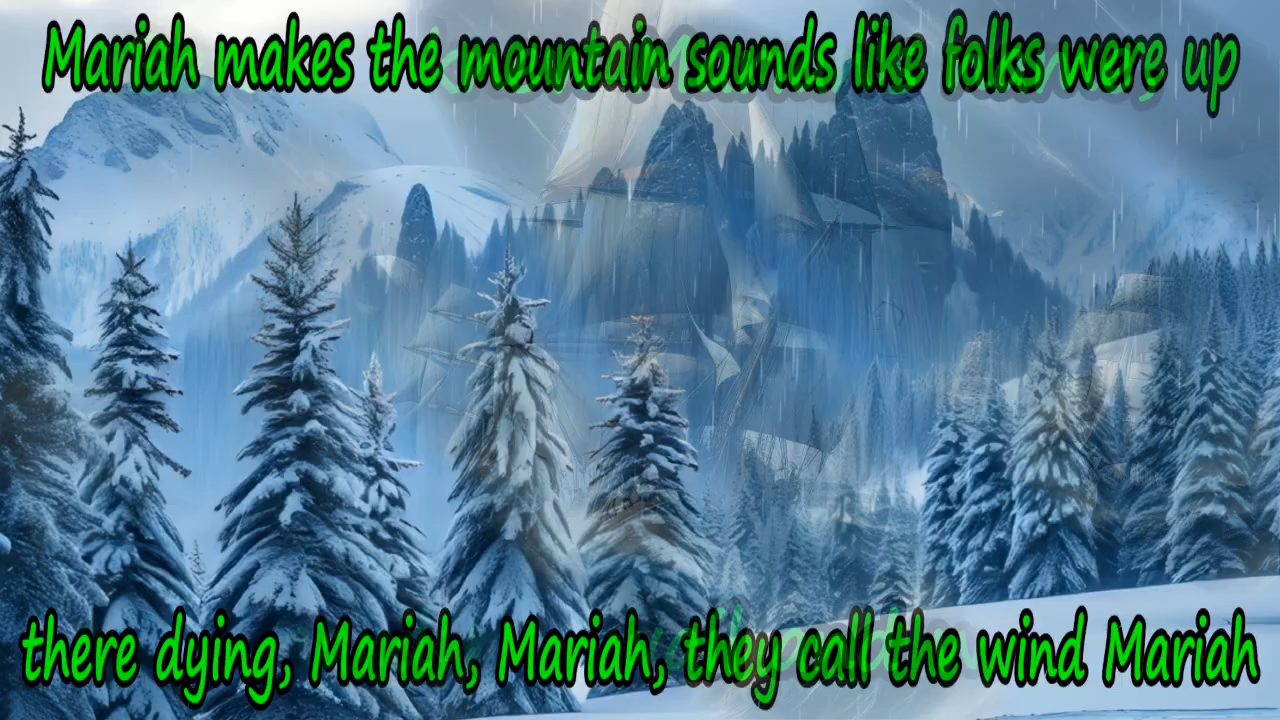 Mariah makes the mountain sounds like folks were up
there dying, Mariah, Mariah, they call the wind Mariah